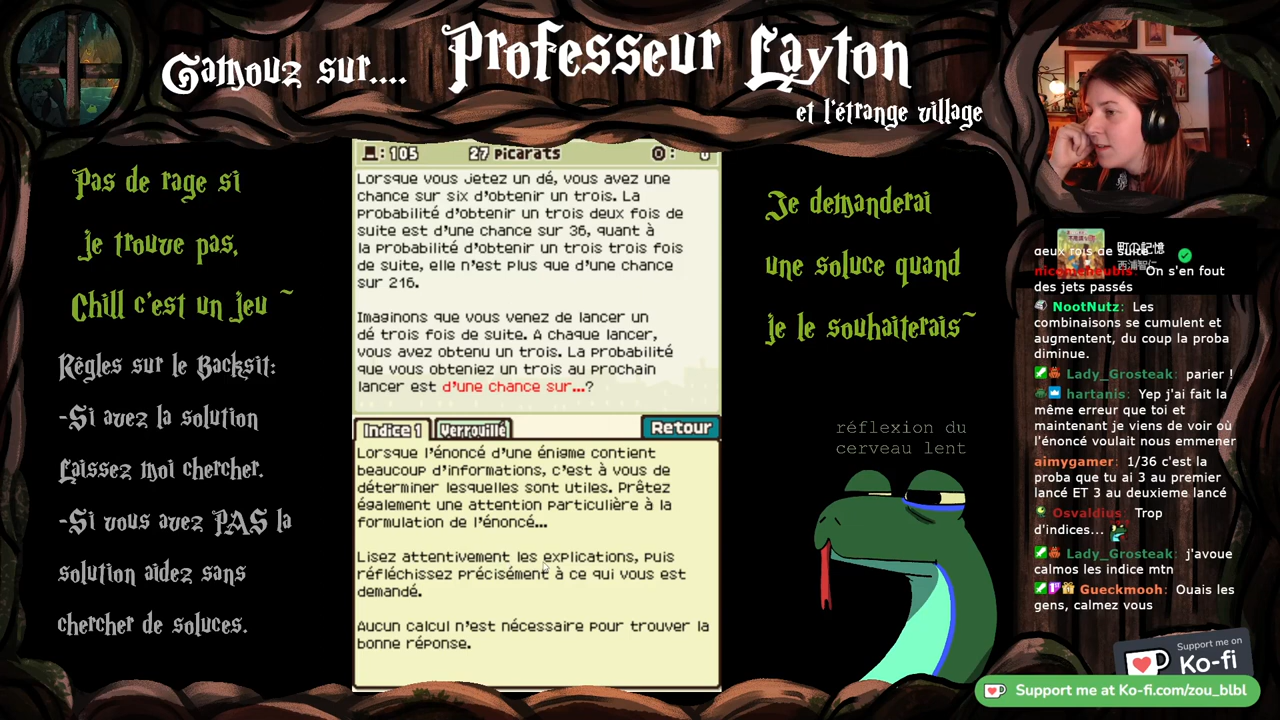 Gamouz sur....
Professeur Layton
et l'étrange village
Pas de rage si
je trouve pas,
Chill c'est un jeu ~
Règles sur le Backsit:
-Si avez la solution
Laissez moi chercher.
-Si vous avez PAS la
solution aidez sans
chercher de soluces.
: 105
27 Picarats
: 0
Lorsque vous jetez un dé, vous avez une
chance sur six d'obtenir un trois. La
probabilité d'obtenir un trois deux fois de
suite est d'une chance sur 36, quant à
la probabilité d'obtenir un trois trois fois
de suite, elle n'est plus que d'une chance
sur 216.
Imaginons que vous venez de lancer un
dé trois fois de suite. A chaque lancer,
vous avez obtenu un trois. La probabilité
que vous obteniez un trois au prochain
lancer est d'une chance sur...?
Indice 1
Verrouillé
Retour
Lorsque l'énoncé d'une énigme contient
beaucoup d'informations, c'est à vous de
déterminer lesquelles sont utiles. Prêtez
également une attention particulière à la
formulation de l'énoncé...
Lisez attentivement les explications, puis
réfléchissez précisément à ce qui vous est
demandé.
Aucun calcul n'est nécessaire pour trouver la
bonne réponse.
Je demanderai
une soluce quand
je le souhaiterais~
réflexion du
cerveau lent
町の記憶
西浦智仁
deux fois de suite
On s'en fout
des jets passés
NootNutz: Les
combinaisons se cumulent et
augmentent, du coup la proba
diminue.
Lady_Grosteak: parier !
hartanis: Yep j'ai fait la
même erreur que toi et
maintenant je viens de voir où
l'énoncé voulait nous emmener
aimygamer: 1/36 c'est la
proba que tu ai 3 au premier
lancé ET 3 au deuxieme lancé
Osvaldius: Trop
d'indices...
Lady_Grosteak: j'avoue
calmos les indice mtn
Gueckmooh: Ouais les
gens, calmez vous
Support me on
Ko-fi
Support me at Ko-fi.com/zou_blbl